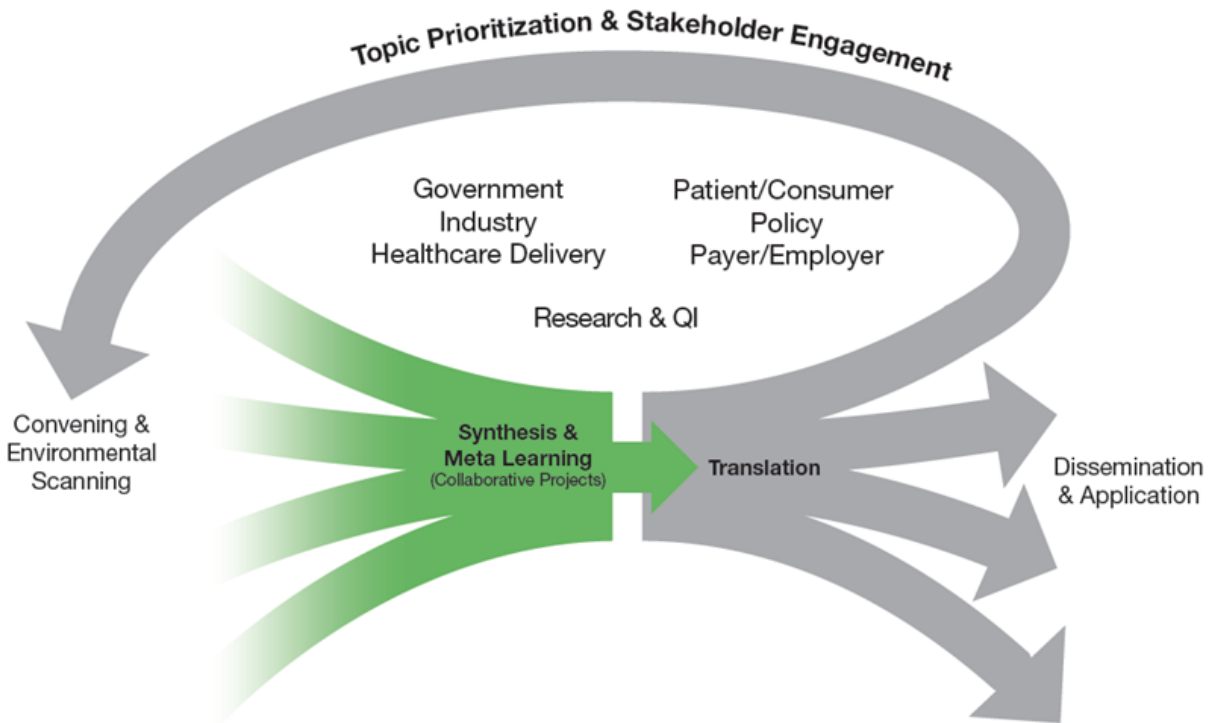 Topic Prioritization & Stakeholder Engagement
Government
Industry
Healthcare Delivery
Patient/Consumer
Policy
Payer/Employer
Research & QI
Convening &
Environmental
Scanning
Synthesis &
Meta Learning
(Collaborative Projects)
Translation
Dissemination
& Application